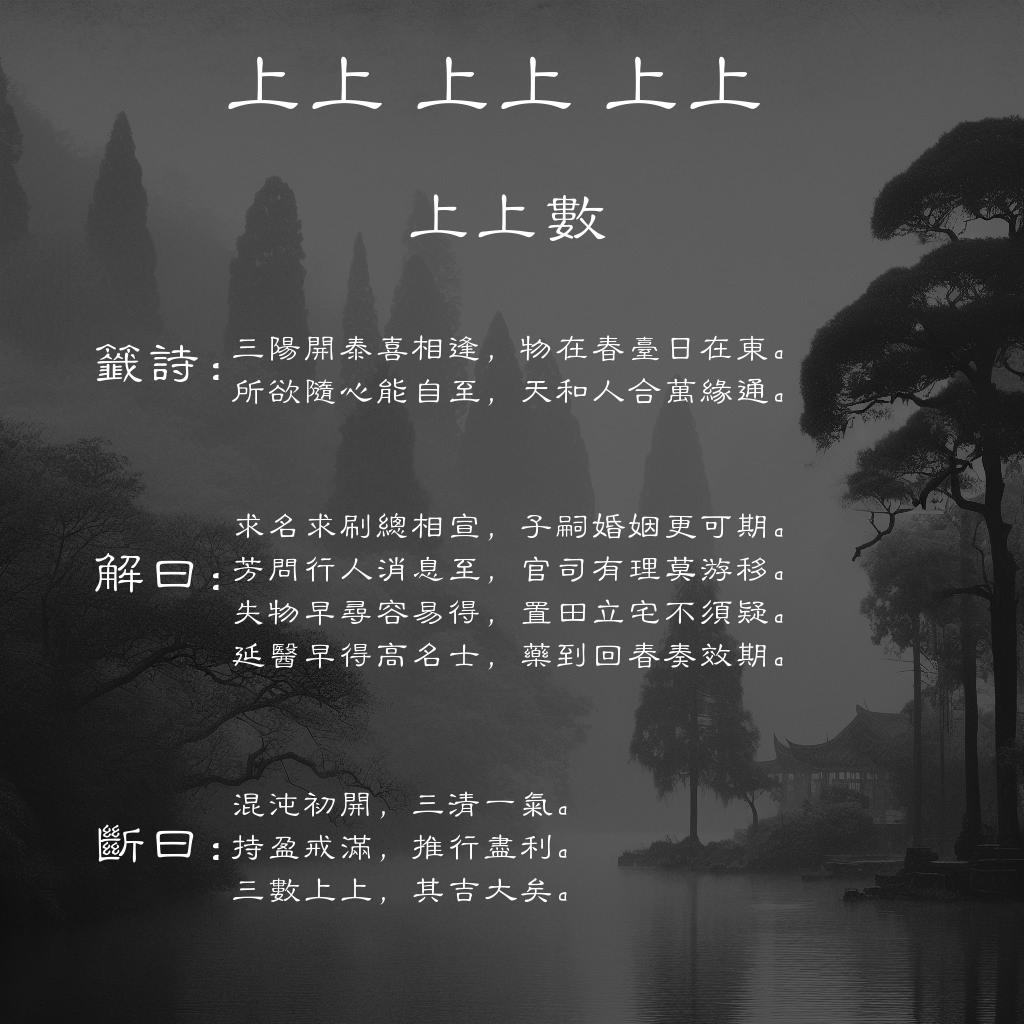 上上 上上 上上
上上數
籤詩：
三陽開泰喜相逢，物在春臺日在東。
所欲隨心能自至，天和人合萬緣通。
解曰：
求名求刷總相宣，子嗣婚姻更可期。
芳問行人消息至，官司有理莫游移。
失物早尋容易得，置田立宅不須疑。
延醫早得高名士，藥到回春奏效期。
斷曰：
混沌初開，三清一氣。
持盈戒滿，推行盡利。
三數上上，其吉大矣。